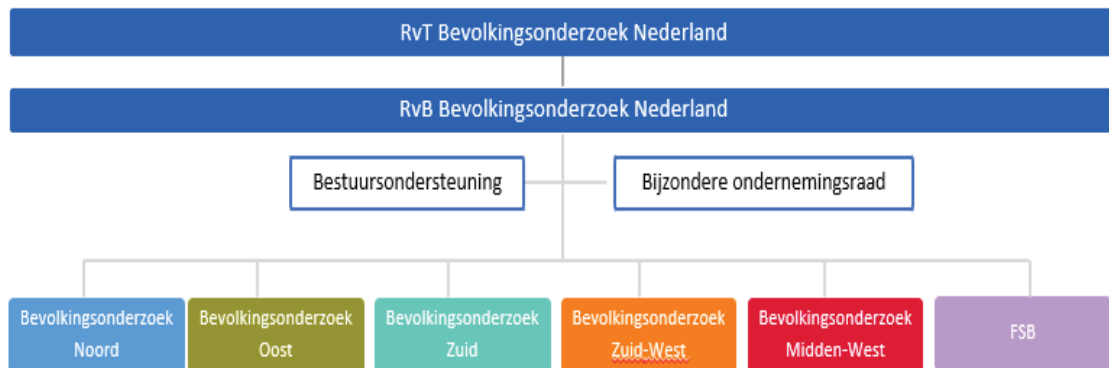 RvT Bevolkingsonderzoek Nederland
RvB Bevolkingsonderzoek Nederland
Bestuursondersteuning
Bijzondere ondernemingsraad
Bevolkingsonderzoek
Noord
Bevolkingsonderzoek
Oost
Bevolkingsonderzoek
Zuid
Bevolkingsonderzoek
Zuid-West
Bevolkingsonderzoek
Midden-West
FSB